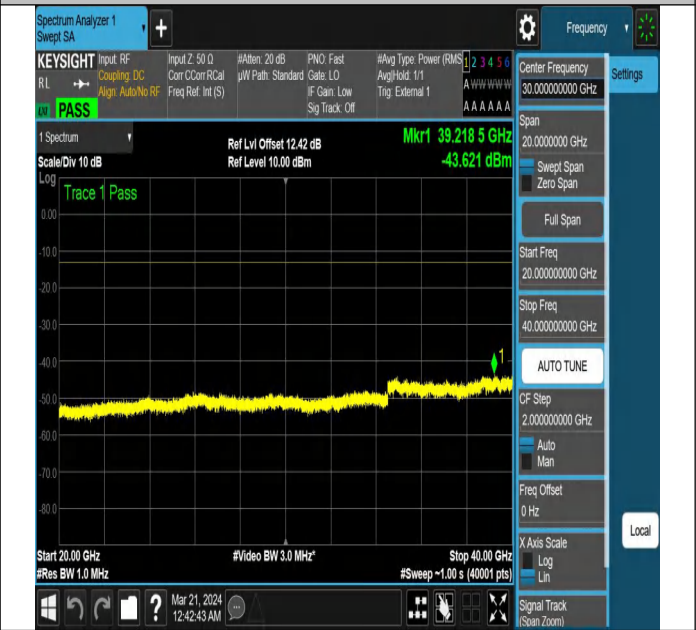 Spectrum Analyzer 1
Swept SA
+
Frequency
KEYSIGHT
RL
PASS
Input: RF
Coupling: DC
Align: Auto/No RF
Input Z: 50 Ω
Corr CCorr RCal
Freq Ref: Int (S)
#Atten: 20 dB
µW Path: Standard
PNO: Fast
Gate: LO
IF Gain: Low
Sig Track: Off
#Avg Type: Power (RMS
Avg|Hold: 1/1
Trig: External 1
1 2 3 4 5 6
A W W W W W
A A A A A A
Center Frequency
30.00000000 GHz
Settings
Span
20.0000000 GHz
Swept Span
Zero Span
Full Span
Start Freq
20.000000000 GHz
Stop Freq
40.000000000 GHz
AUTO TUNE
CF Step
2.000000000 GHz
Auto
Man
Freq Offset
0 Hz
X Axis Scale
Log
Lin
Signal Track
(Span Zoom)
Local
1 Spectrum
Scale/Div 10 dB
Ref Lvl Offset 12.42 dB
Ref Level 10.00 dBm
Mkr1 39.218 5 GHz
-43.621 dBm
Log
Trace 1 Pass
0.00
-10.0
-20.0
-30.0
-40.0
-50.0
-60.0
-70.0
-80.0
1
Start 20.00 GHz
#Res BW 1.0 MHz
#Video BW 3.0 MHz*
Stop 40.00 GHz
#Sweep ~1.00 s (40001 pts)
?
Mar 21, 2024
12:42:43 AM